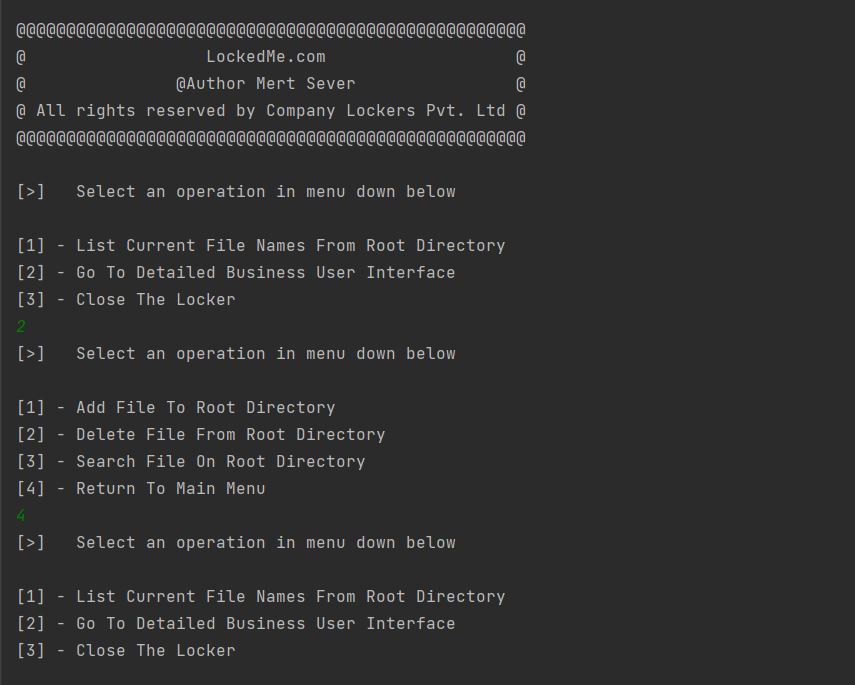 @@@@@@@@@@@@@@@@@@@@@@@@@@@@@@@@@@@@@@@@@@@@@@@@@@@
@                  LockedMe.com                   @
@               @Author Mert Sever                @
@ All rights reserved by Company Lockers Pvt. Ltd @
@@@@@@@@@@@@@@@@@@@@@@@@@@@@@@@@@@@@@@@@@@@@@@@@@@@
[>]   Select an operation in menu down below
[1] - List Current File Names From Root Directory
[2] - Go To Detailed Business User Interface
[3] - Close The Locker
2
[>]   Select an operation in menu down below
[1] - Add File To Root Directory
[2] - Delete File From Root Directory
[3] - Search File On Root Directory
[4] - Return To Main Menu
4
[>]   Select an operation in menu down below
[1] - List Current File Names From Root Directory
[2] - Go To Detailed Business User Interface
[3] - Close The Locker